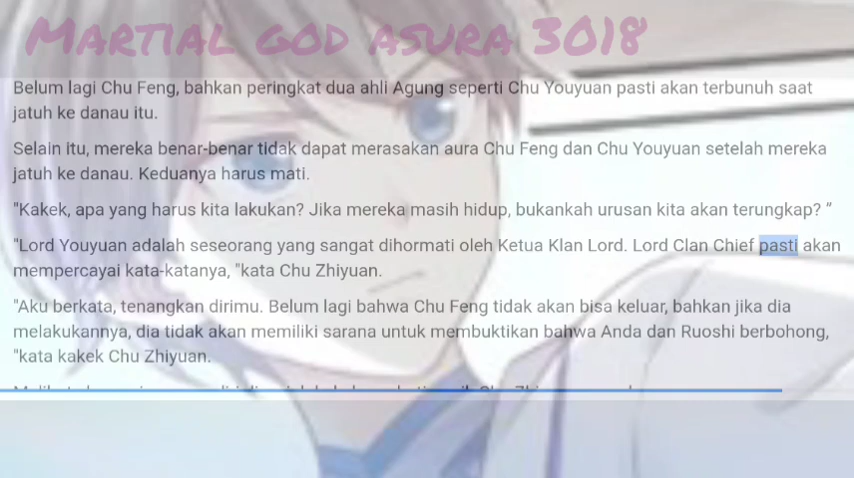 Martial god asura 3018
Belum lagi Chu Feng, bahkan peringkat dua ahli Agung seperti Chu Youyuan pasti akan terbunuh saat
jatuh ke danau itu.
Selain itu, mereka benar-benar tidak dapat merasakan aura Chu Feng dan Chu Youyuan setelah mereka
jatuh ke danau. Keduanya harus mati.
"Kakek, apa yang harus kita lakukan? Jika mereka masih hidup, bukankah urusan kita akan terungkap? ”
"Lord Youyuan adalah seseorang yang sangat dihormati oleh Ketua Klan Lord. Lord Clan Chief pasti akan
mempercayai kata-katanya, "kata Chu Zhiyuan.
"Aku berkata, tenangkan dirimu. Belum lagi bahwa Chu Feng tidak akan bisa keluar, bahkan jika dia
melakukannya, dia tidak akan memiliki sarana untuk membuktikan bahwa Anda dan Ruoshi berbohong,
"kata kakek Chu Zhiyuan.